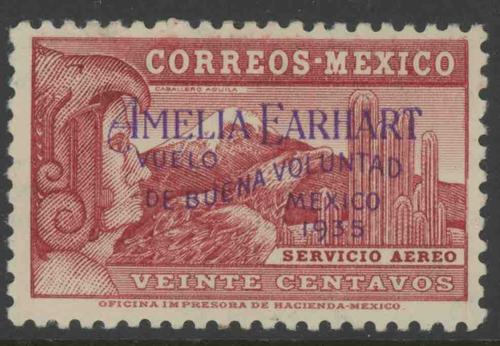 CORREOS-MEXICO
CABALLERO AGUILA
AMELIA EARHART
VUELO
DE BUENA VOLUNTAD
MEXICO
1935
SERVICIO AEREO
VEINTE CENTAVOS
OFICINA IMPRESORA DE HACIENDA-MEXICO.